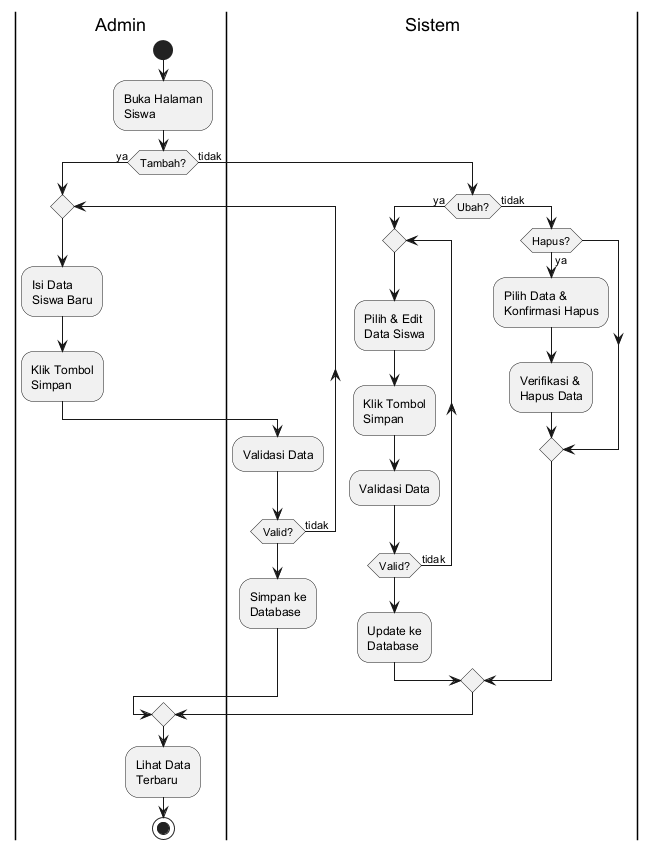 Admin
Sistem
Buka Halaman
Siswa
ya
Tambah?
tidak
ya
Ubah?
tidak
Hapus?
ya
Isi Data
Siswa Baru
Pilih & Edit
Data Siswa
Pilih Data &
Konfirmasi Hapus
Klik Tombol
Simpan
Klik Tombol
Simpan
Verifikasi &
Hapus Data
Validasi Data
Validasi Data
Valid?
tidak
Valid?
tidak
Simpan ke
Database
Update ke
Database
Lihat Data
Terbaru